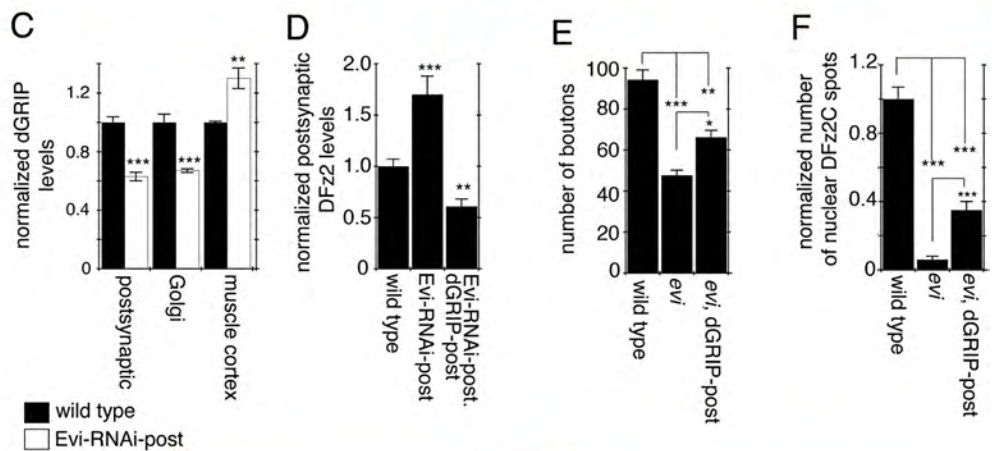 C
normalized dGRIP
levels
1.2
0.8
0.4
0
**
***
***
postsynaptic
Golgi
muscle cortex
wild type
Evi-RNAi-post
D
normalized postsynaptic
DFz2 levels
2.0
1.5
1.0
0.5
0
***
**
wild type
Evi-RNAi-post
Evi-RNAi-post.
dGRIP-post
E
number of boutons
100
80
60
40
20
0
***
**
*
wild type
evi
evi, dGRIP-post
F
normalized number
of nuclear DFz2C spots
1.2
0.8
0.4
0
***
***
***
wild type
evi
evi, dGRIP-post